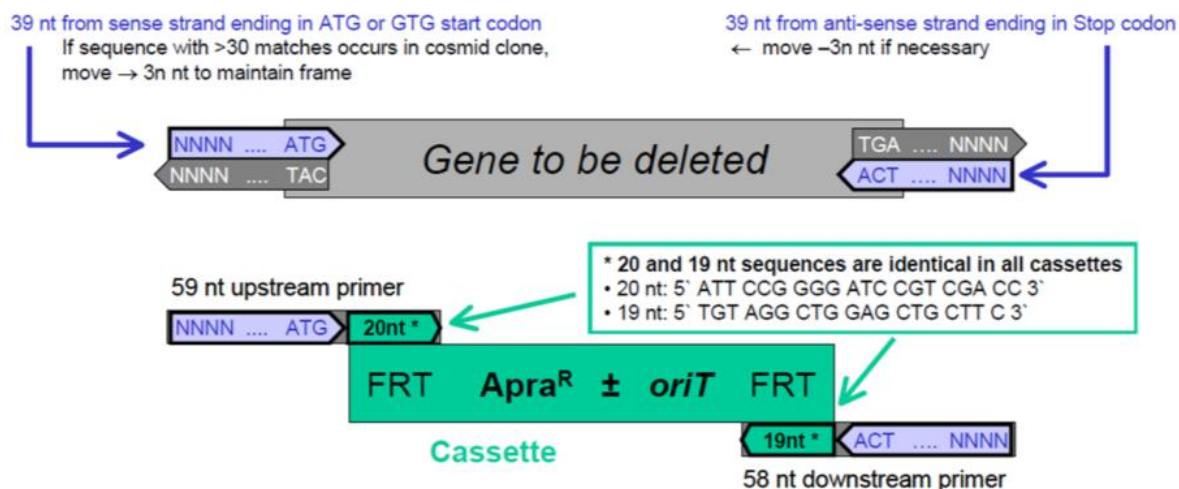 39 nt from sense strand ending in ATG or GTG start codon
If sequence with >30 matches occurs in cosmid clone,
move → 3n nt to maintain frame
39 nt from anti-sense strand ending in Stop codon
← move –3n nt if necessary
NNNN .... ATG
NNNN .... TAC
Gene to be deleted
TGA .... NNNN
ACT .... NNNN
* 20 and 19 nt sequences are identical in all cassettes
• 20 nt: 5` ATT CCG GGG ATC CGT CGA CC 3`
• 19 nt: 5` TGT AGG CTG GAG CTG CTT C 3`
59 nt upstream primer
NNNN .... ATG 20nt *
FRT Apraᴿ ± oriT FRT
Cassette
19nt * ACT .... NNNN
58 nt downstream primer